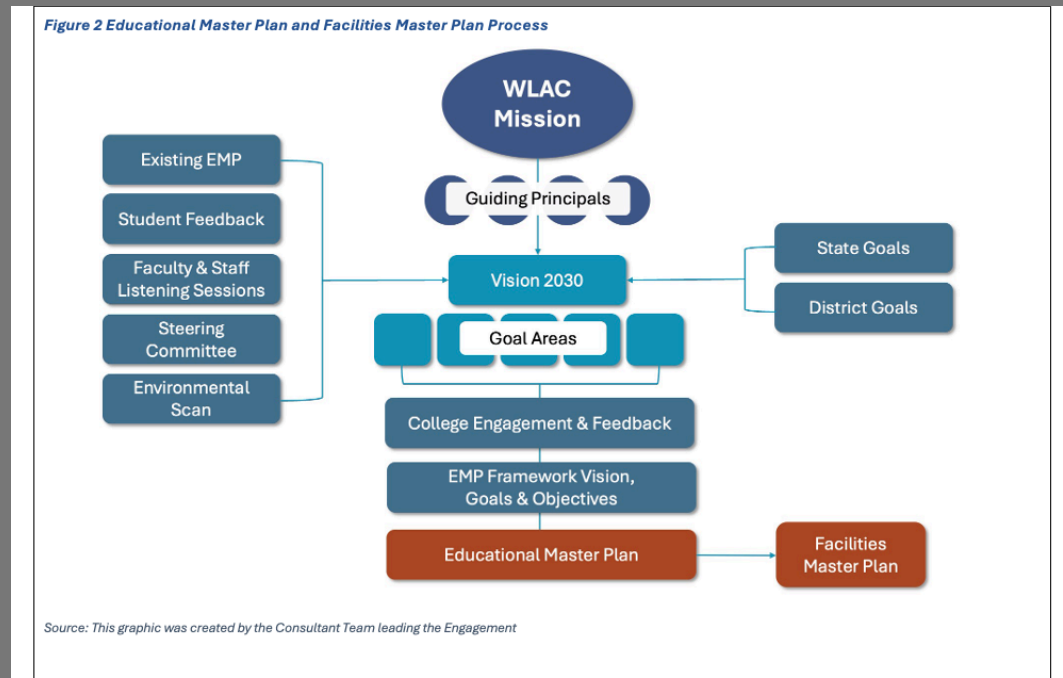 Figure 2 Educational Master Plan and Facilities Master Plan Process
WLAC
Mission
Guiding Principals
Existing EMP
Student Feedback
Faculty & Staff
Listening Sessions
Steering
Committee
Environmental
Scan
Vision 2030
State Goals
District Goals
Goal Areas
College Engagement & Feedback
EMP Framework Vision,
Goals & Objectives
Educational Master Plan
Facilities
Master Plan
Source: This graphic was created by the Consultant Team leading the Engagement